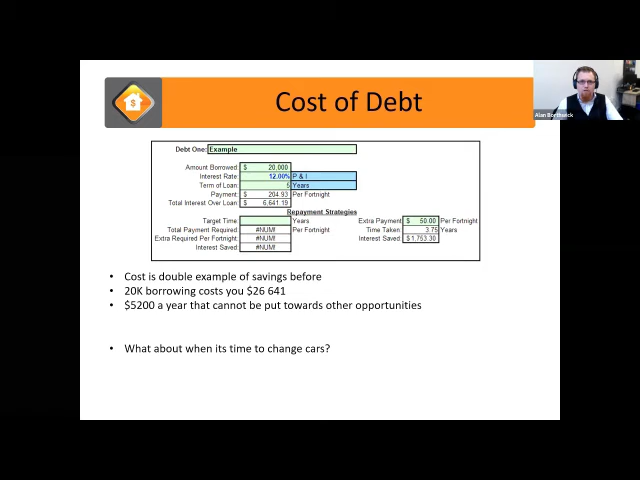 Cost of Debt
Alan Borthwick
Debt One: Example
Amount Borrowed: $ 20,000
Interest Rate: 12.00% P & I
Term of Loan: 5 Years
Payment: $ 204.93 Per Fortnight
Total Interest Over Loan: $ 6,641.19
Repayment Strategies
Target Time: Years Extra Payment: $ 50.00 Per Fortnight
Total Payment Required: #NUM! Per Fortnight Time Taken: 3.75 Years
Extra Required Per Fortnight: #NUM! Interest Saved: $ 1,753.30
Interest Saved: #NUM!
• Cost is double example of savings before
• 20K borrowing costs you $26 641
• $5200 a year that cannot be put towards other opportunities
• What about when its time to change cars?